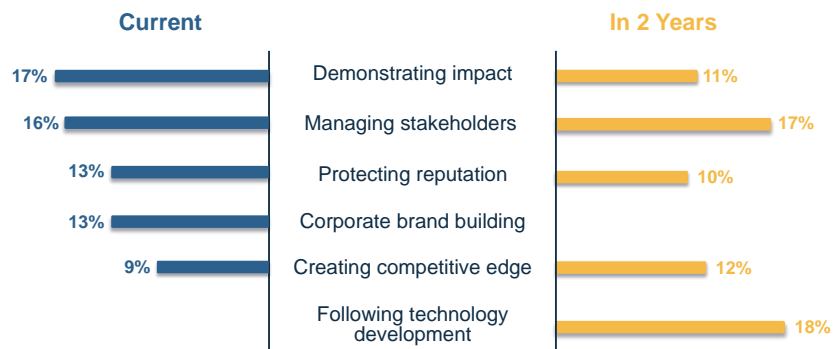 Current
In 2 Years
17%
Demonstrating impact
11%
16%
Managing stakeholders
17%
13%
Protecting reputation
10%
13%
Corporate brand building
9%
Creating competitive edge
12%
Following technology
development
18%